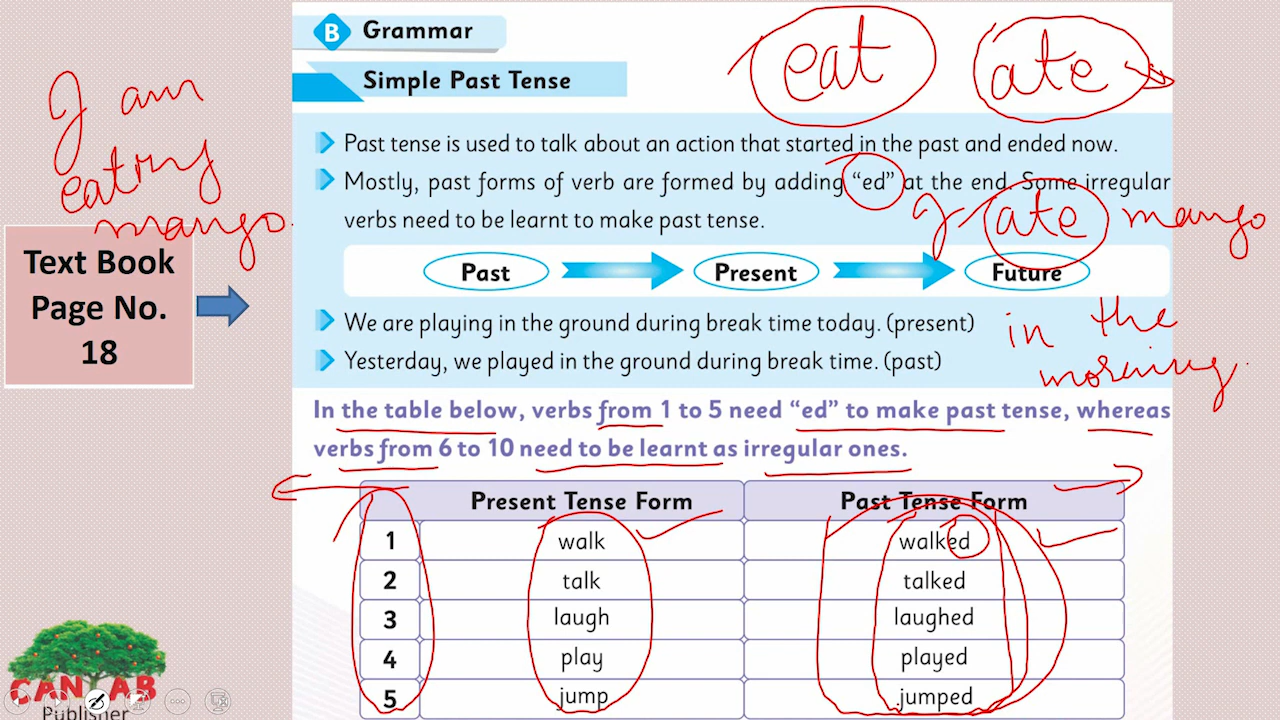 B Grammar
Simple Past Tense
eat
ate
I am
eating
mango.
Past tense is used to talk about an action that started in the past and ended now.
Mostly, past forms of verb are formed by adding “ed” at the end. Some irregular
verbs need to be learnt to make past tense.
I ate mango
in the
morning.
Past Present Future
Text Book
Page No.
18
We are playing in the ground during break time today. (present)
Yesterday, we played in the ground during break time. (past)
In the table below, verbs from 1 to 5 need “ed” to make past tense, whereas
verbs from 6 to 10 need to be learnt as irregular ones.
Present Tense Form Past Tense Form
1 walk walked
2 talk talked
3 laugh laughed
4 play played
5 jump jumped
CANTAB
Publisher